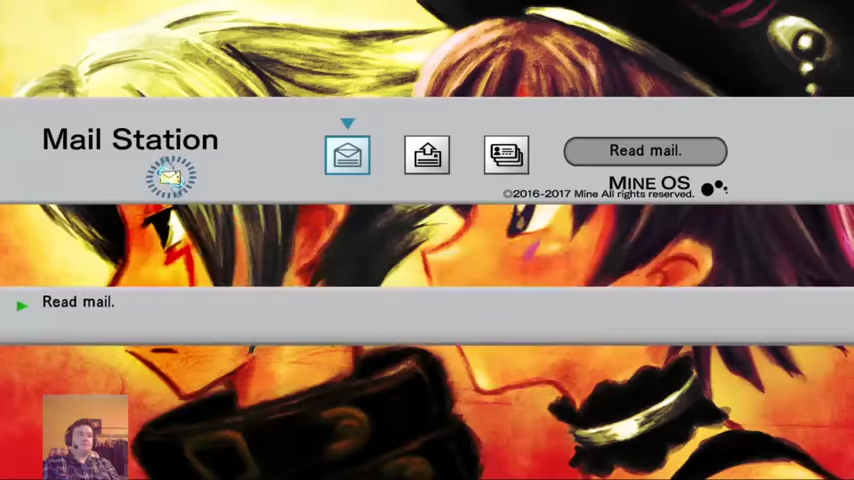 Mail Station
Read mail.
MINE OS
©2016-2017 Mine All rights reserved.
Read mail.